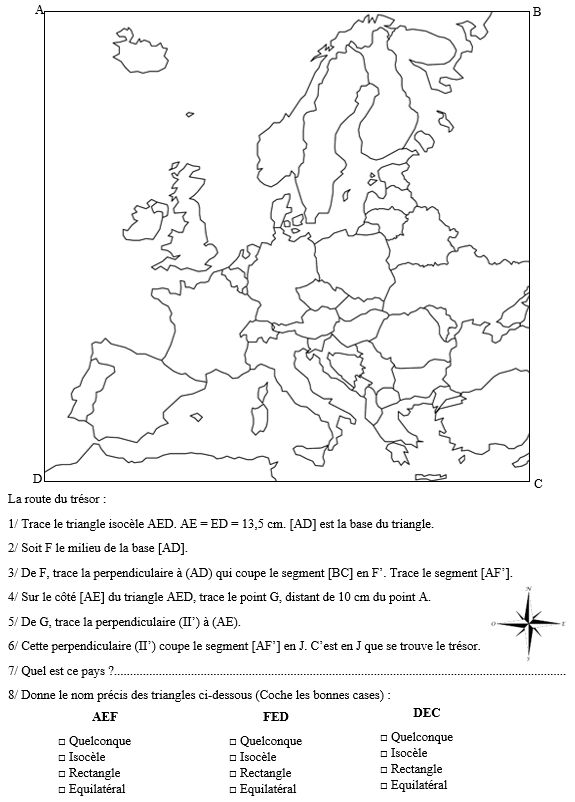 A
B
D
C
La route du trésor :
1/ Trace le triangle isocèle AED. AE = ED = 13,5 cm. [AD] est la base du triangle.
2/ Soit F le milieu de la base [AD].
3/ De F, trace la perpendiculaire à (AD) qui coupe le segment [BC] en F’. Trace le segment [AF’].
4/ Sur le côté [AE] du triangle AED, trace le point G, distant de 10 cm du point A.
5/ De G, trace la perpendiculaire (II’) à (AE).
6/ Cette perpendiculaire (II’) coupe le segment [AF’] en J. C’est en J que se trouve le trésor.
N
O
E
S
7/ Quel est ce pays ?....................................................................................................
8/ Donne le nom précis des triangles ci-dessous (Coche les bonnes cases) :
AEF
□ Quelconque
□ Isocèle
□ Rectangle
□ Equilatéral
FED
□ Quelconque
□ Isocèle
□ Rectangle
□ Equilatéral
DEC
□ Quelconque
□ Isocèle
□ Rectangle
□ Equilatéral